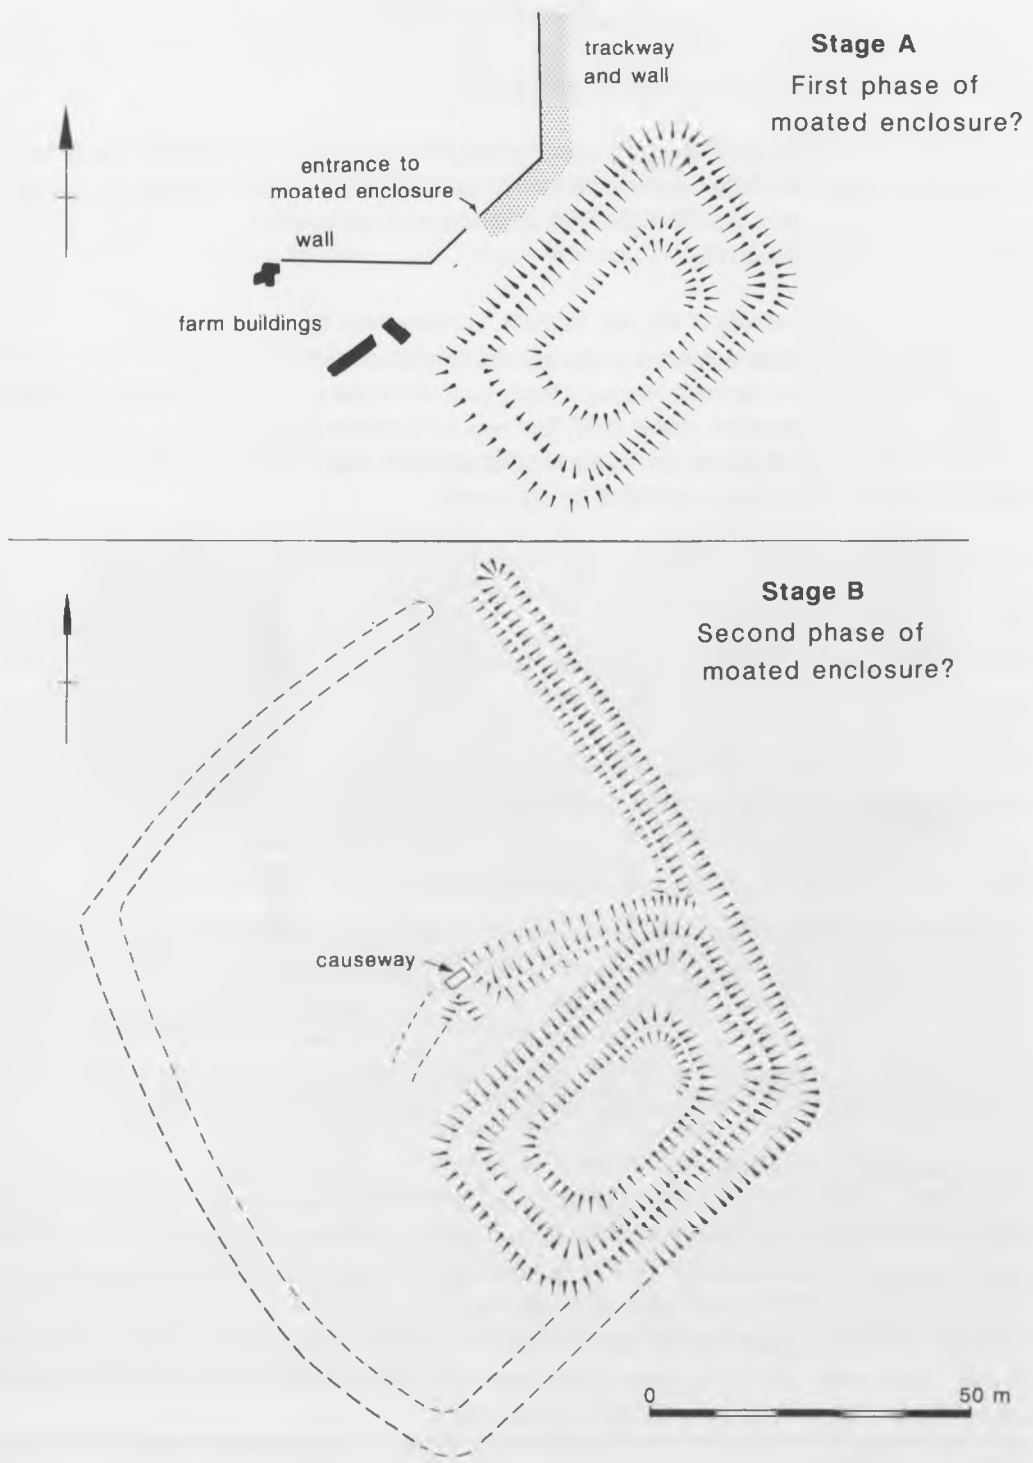 trackway
and wall
Stage A
First phase of
moated enclosure?
entrance to
moated enclosure
wall
farm buildings
Stage B
Second phase of
moated enclosure?
causeway
0
50 m